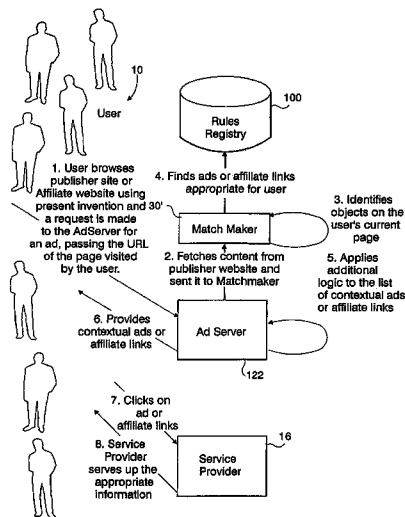 10
User
100
Rules
Registry
1. User browses
publisher site or
Affiliate website using
present invention and
a request is made
to the AdServer for
an ad, passing the URL
of the page visited
by the user.
4. Finds ads or affiliate links
appropriate for user
30'
Match Maker
3. Identifies
objects on the
user's current
page
2. Fetches content from
publisher website and
sent it to Matchmaker
5. Applies
additional
logic to the list
of contextual ads
or affiliate links
6. Provides
contextual ads or
affiliate links
Ad Server
122
7. Clicks on
ad or
affiliate links
8. Service
Provider
serves up the
appropriate
information
16
Service
Provider